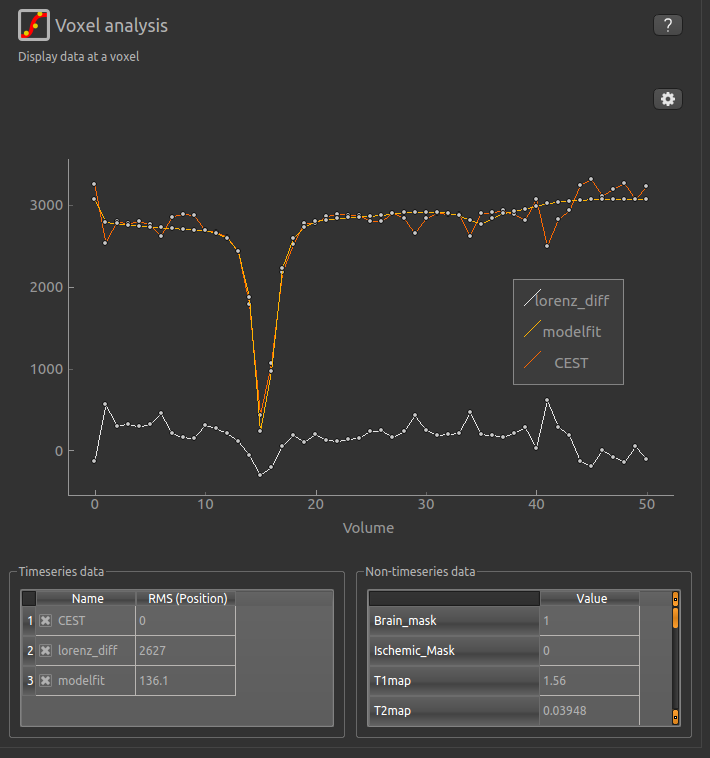 Voxel analysis
?
Display data at a voxel
3000
2000
1000
0
lorenz_diff
modelfit
CEST
0 10 20 30 40 50
Volume
Timeseries data
Name RMS (Position)
1 CEST 0
2 lorenz_diff 2627
3 modelfit 136.1
Non-timeseries data
Value
Brain_mask 1
Ischemic_Mask 0
T1map 1.56
T2map 0.03948